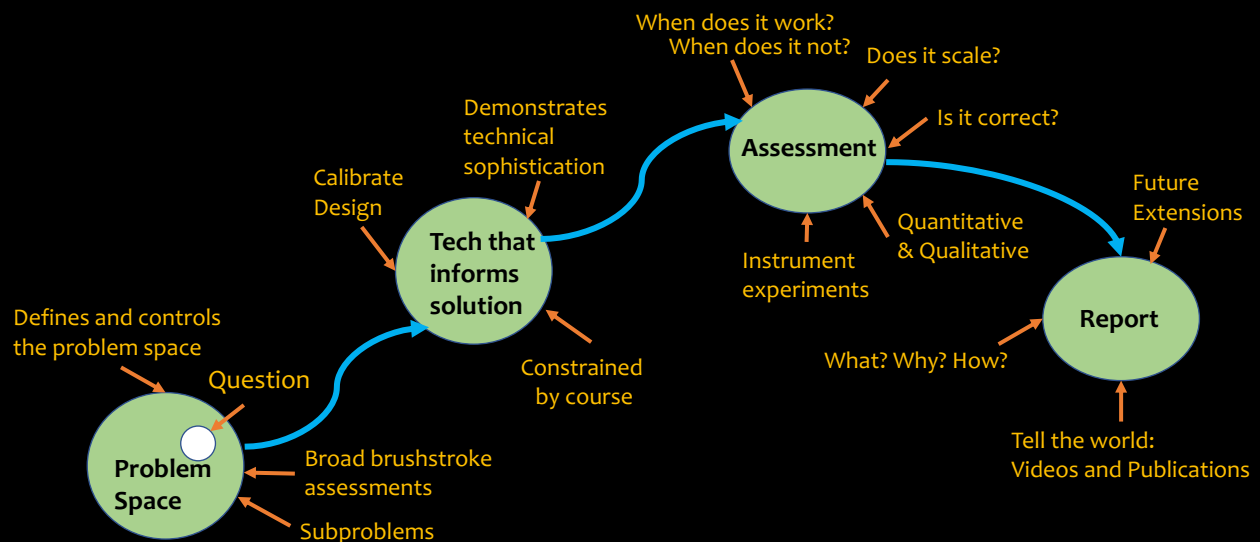 When does it work?
When does it not?
Does it scale?
Is it correct?
Assessment
Quantitative
& Qualitative
Instrument
experiments
Demonstrates
technical
sophistication
Calibrate
Design
Tech that
informs
solution
Constrained
by course
Future
Extensions
Report
What? Why? How?
Tell the world:
Videos and Publications
Defines and controls
the problem space
Question
Problem
Space
Broad brushstroke
assessments
Subproblems